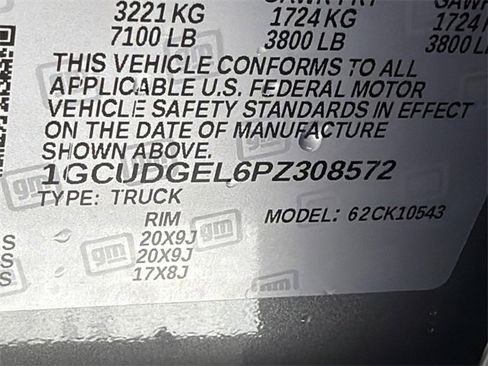 3221 KG 1724 KG 1724
7100 LB 3800 LB 3800
THIS VEHICLE CONFORMS TO ALL
APPLICABLE U.S. FEDERAL MOTOR
VEHICLE SAFETY STANDARDS IN EFFECT
ON THE DATE OF MANUFACTURE
SHOWN ABOVE.
1GCUDGEL6PZ308572
TYPE: TRUCK
MODEL: 62CK10543
RIM
S 20X9J
S 20X9J
S 17X8J
gm